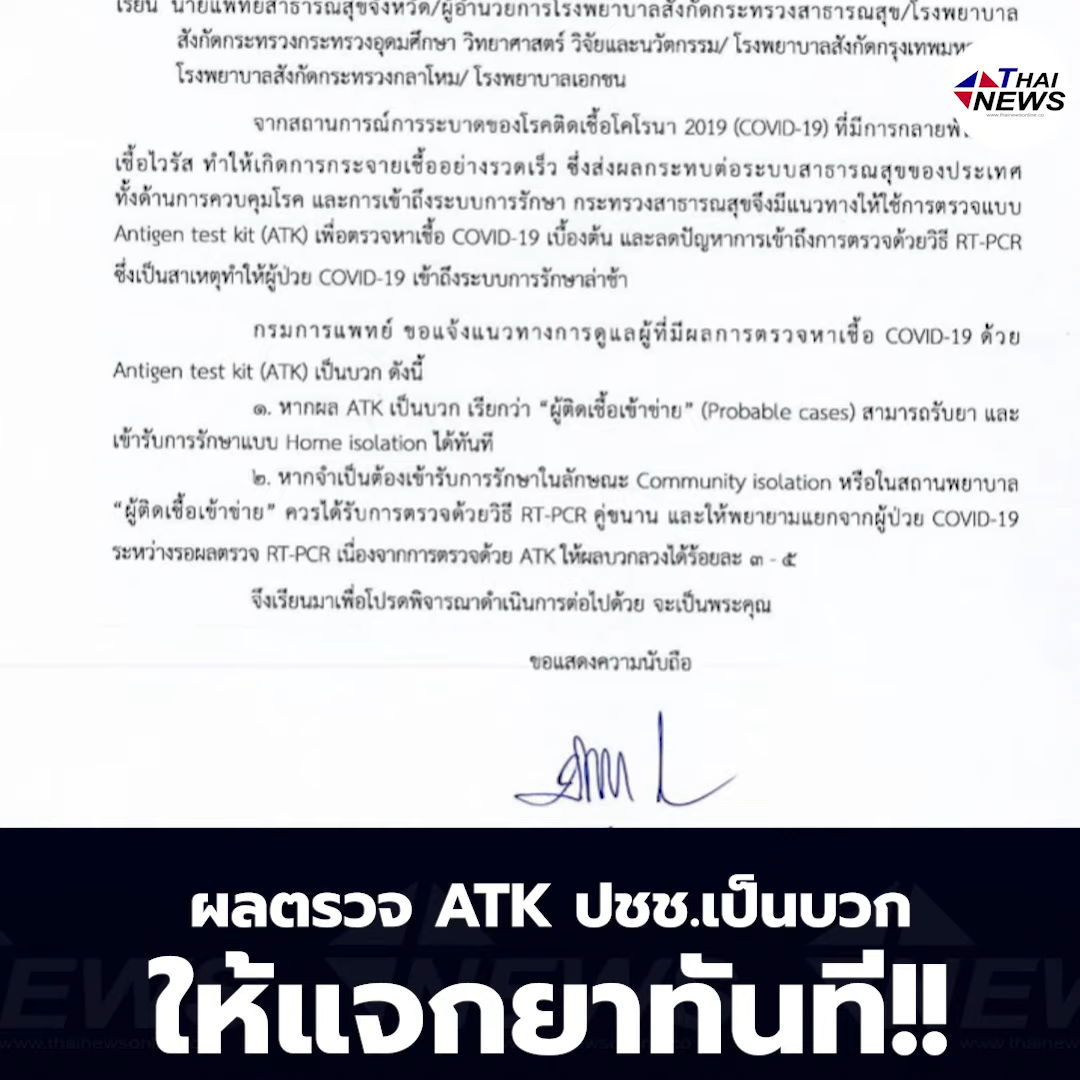 เรียน นายแพทย์สาธารณสุขจังหวัด/ผู้อำนวยการโรงพยาบาลสังกัดกระทรวงสาธารณสุข/โรงพยาบาล
สังกัดกระทรวงกระทรวงอุดมศึกษา วิทยาศาสตร์ วิจัยและนวัตกรรม/ โรงพยาบาลสังกัด
โรงพยาบาลสังกัดกระทรวงกลาโหม/ โรงพยาบาลเอกชน
THAI
NEWS
www.thainewsonline.co
จากสถานการณ์การระบาดของโรคติดเชื้อโคโรนา 2019 (COVID-19) ที่มีการกลาย
เชื้อไวรัส ทำให้เกิดการกระจายเชื้ออย่างรวดเร็ว ซึ่งส่งผลกระทบต่อระบบสาธารณสุขของประเทศ
ทั้งด้านการควบคุมโรค และการเข้าถึงระบบการรักษา กระทรวงสาธารณสุขจึงมีแนวทางให้ใช้การตรวจแบบ
Antigen test kit (ATK) เพื่อตรวจหาเชื้อ COVID-19 เบื้องต้น และลดปัญหาการเข้าถึงการตรวจด้วยวิธี RT-PCR
ซึ่งเป็นสาเหตุทำให้ผู้ป่วย COVID-19 เข้าถึงระบบการรักษาล่าช้า
กรมการแพทย์ ขอแจ้งแนวทางการดูแลผู้ที่มีผลการตรวจหาเชื้อ COVID-19 ด้วย
Antigen test kit (ATK) เป็นบวก ดังนี้
๑. หากผล ATK เป็นบวก เรียกว่า “ผู้ติดเชื้อเข้าข่าย” (Probable cases) สามารถรับยา และ
เข้ารับการรักษาแบบ Home isolation ได้ทันที
๒. หากจำเป็นต้องเข้ารับการรักษาในลักษณะ Community isolation หรือในสถานพยาบาล
“ผู้ติดเชื้อเข้าข่าย” ควรได้รับการตรวจด้วยวิธี RT-PCR คู่ขนาน และให้พยายามแยกจากผู้ป่วย COVID-19
ระหว่างรอผลตรวจ RT-PCR เนื่องจากการตรวจด้วย ATK ให้ผลบวกลวงได้ร้อยละ ๓ - ๕
จึงเรียนมาเพื่อโปรดพิจารณาดำเนินการต่อไปด้วย จะเป็นพระคุณ
ขอแสดงความนับถือ
ผลตรวจ ATK ปชช.เป็นบวก
ให้แจกยาทันที!!